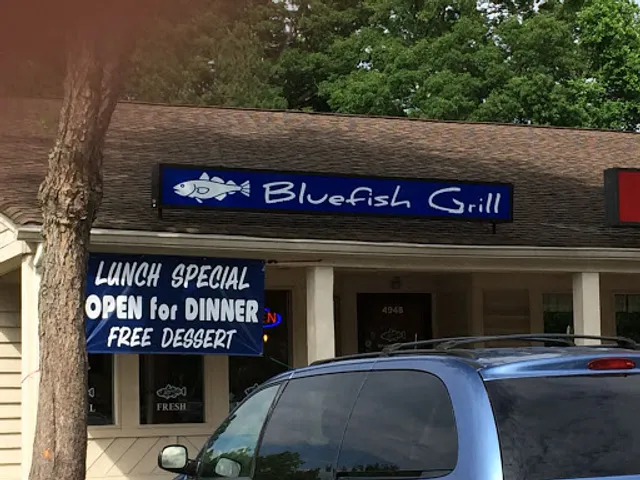 Bluefish Grill
LUNCH SPECIAL
OPEN for DINNER
FREE DESSERT
4948
FRESH